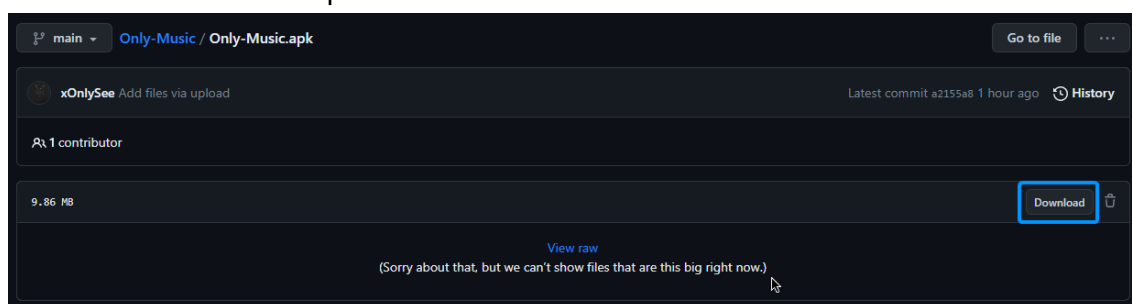 main
Only-Music / Only-Music.apk
Go to file
...
xOnlySee Add files via upload
Latest commit a2155a8 1 hour ago
History
1 contributor
9.86 MB
Download
View raw
(Sorry about that, but we can't show files that are this big right now.)